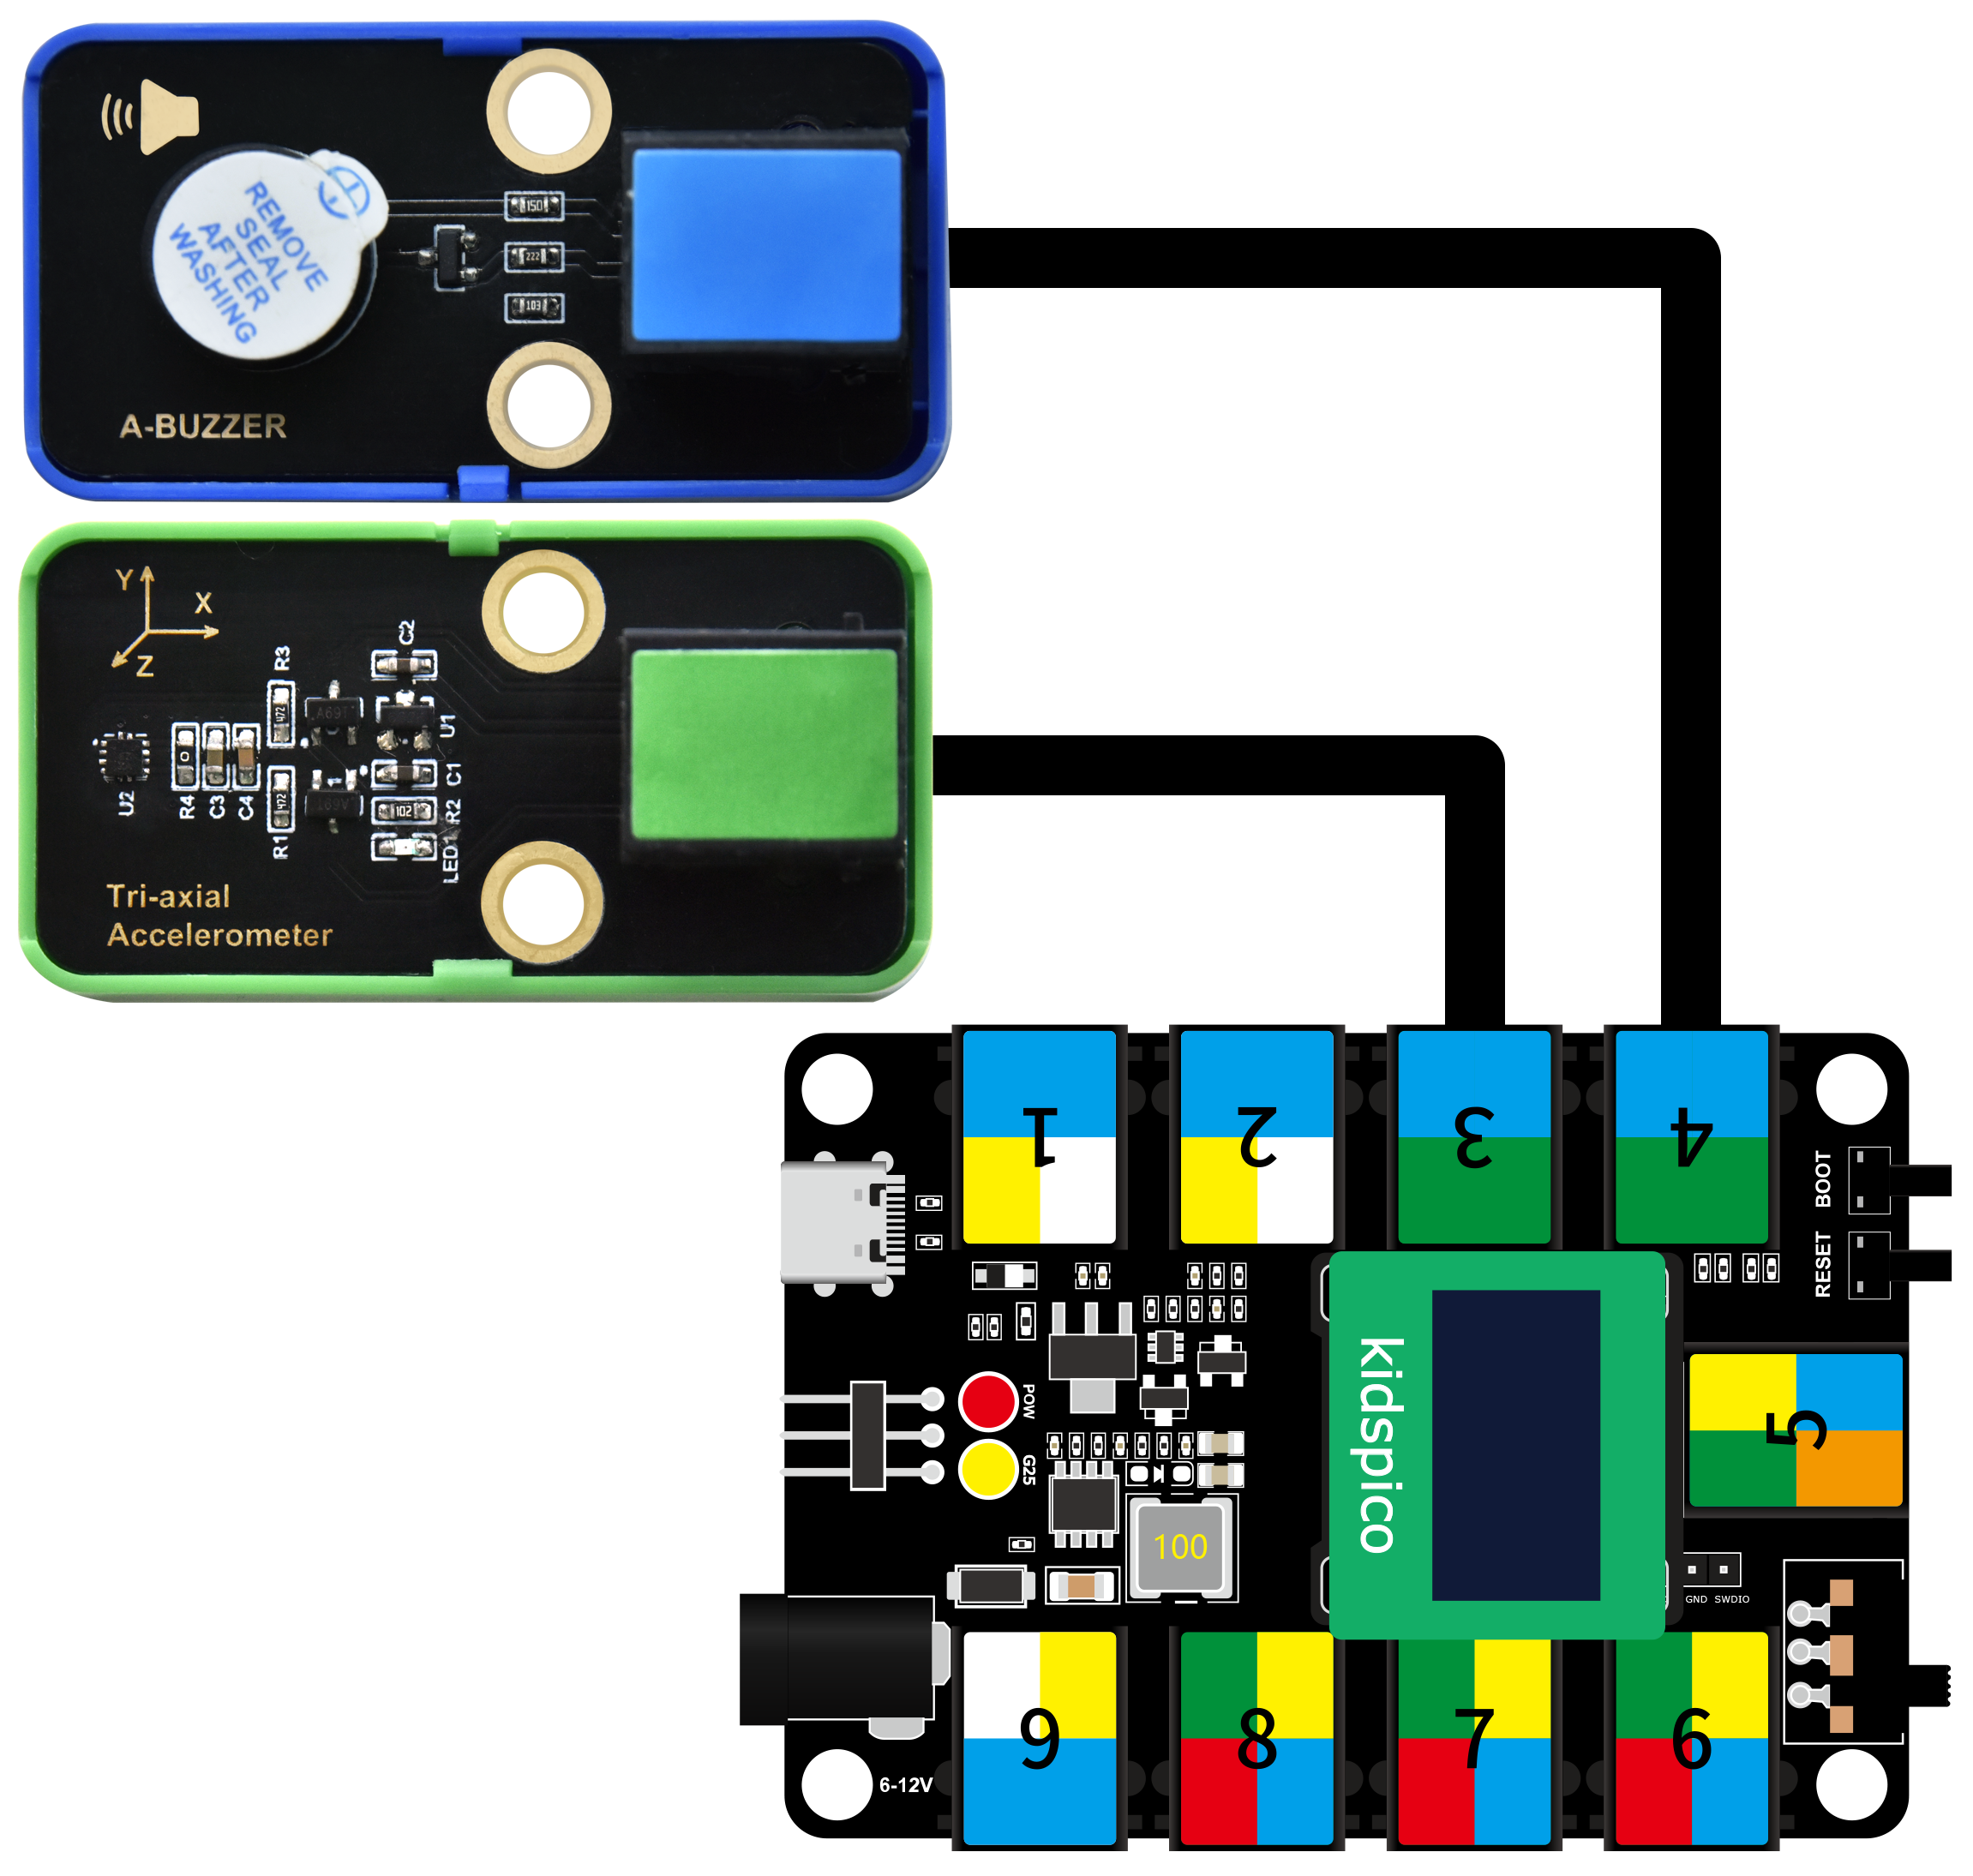 REMOVE
SEAL
AFTER
WASHING
150
222
103
A-BUZZER
Y
X
Z
C2
R3
472
A69T
U1
U2
R4
0
C3
C4
R1
472
A69T
C1
R2
102
LED1
Tri-axial
Accelerometer
1
2
3
4
BOOT
RESET
kidspico
5
POW
G25
100
GND
SWDIO
9
8
7
6
6-12V